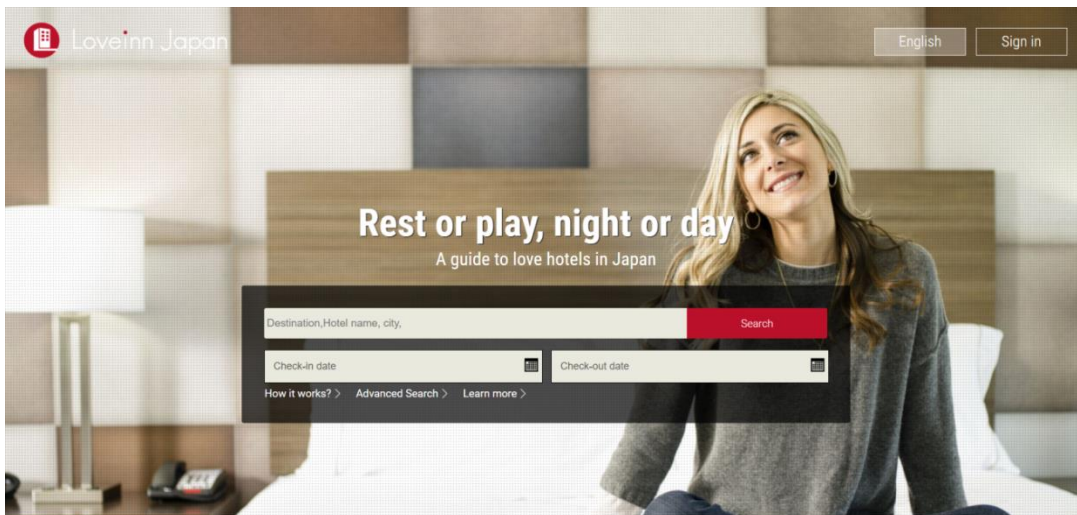 Loveinn Japan
English
Sign in
Rest or play, night or day
A guide to love hotels in Japan
Destination,Hotel name, city,
Search
Check-in date
Check-out date
How it works? > Advanced Search > Learn more >